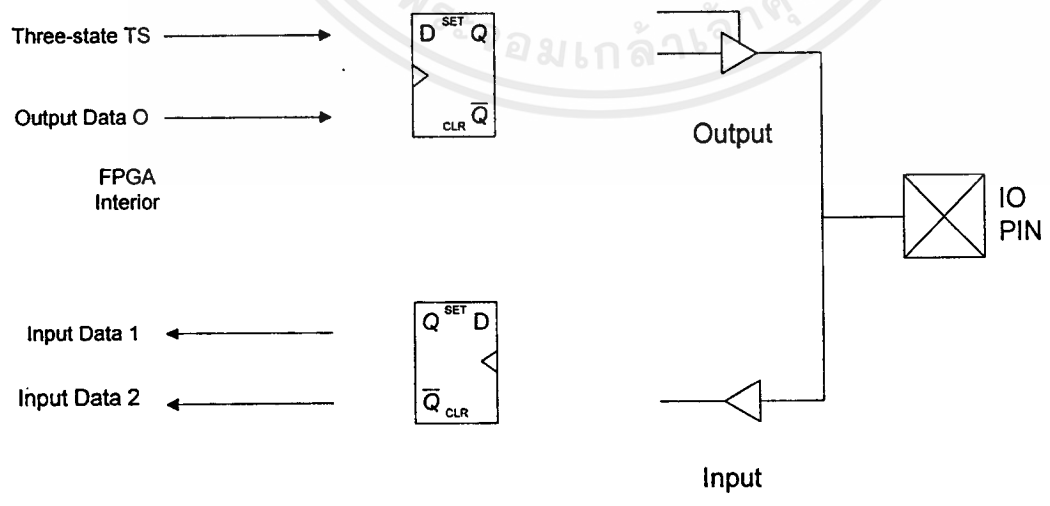 Three-state TS
D SET Q
CLR Q̅
Output Data O
Output
FPGA
Interior
IO
PIN
Q SET D
Q̅ CLR
Input Data 1
Input Data 2
Input